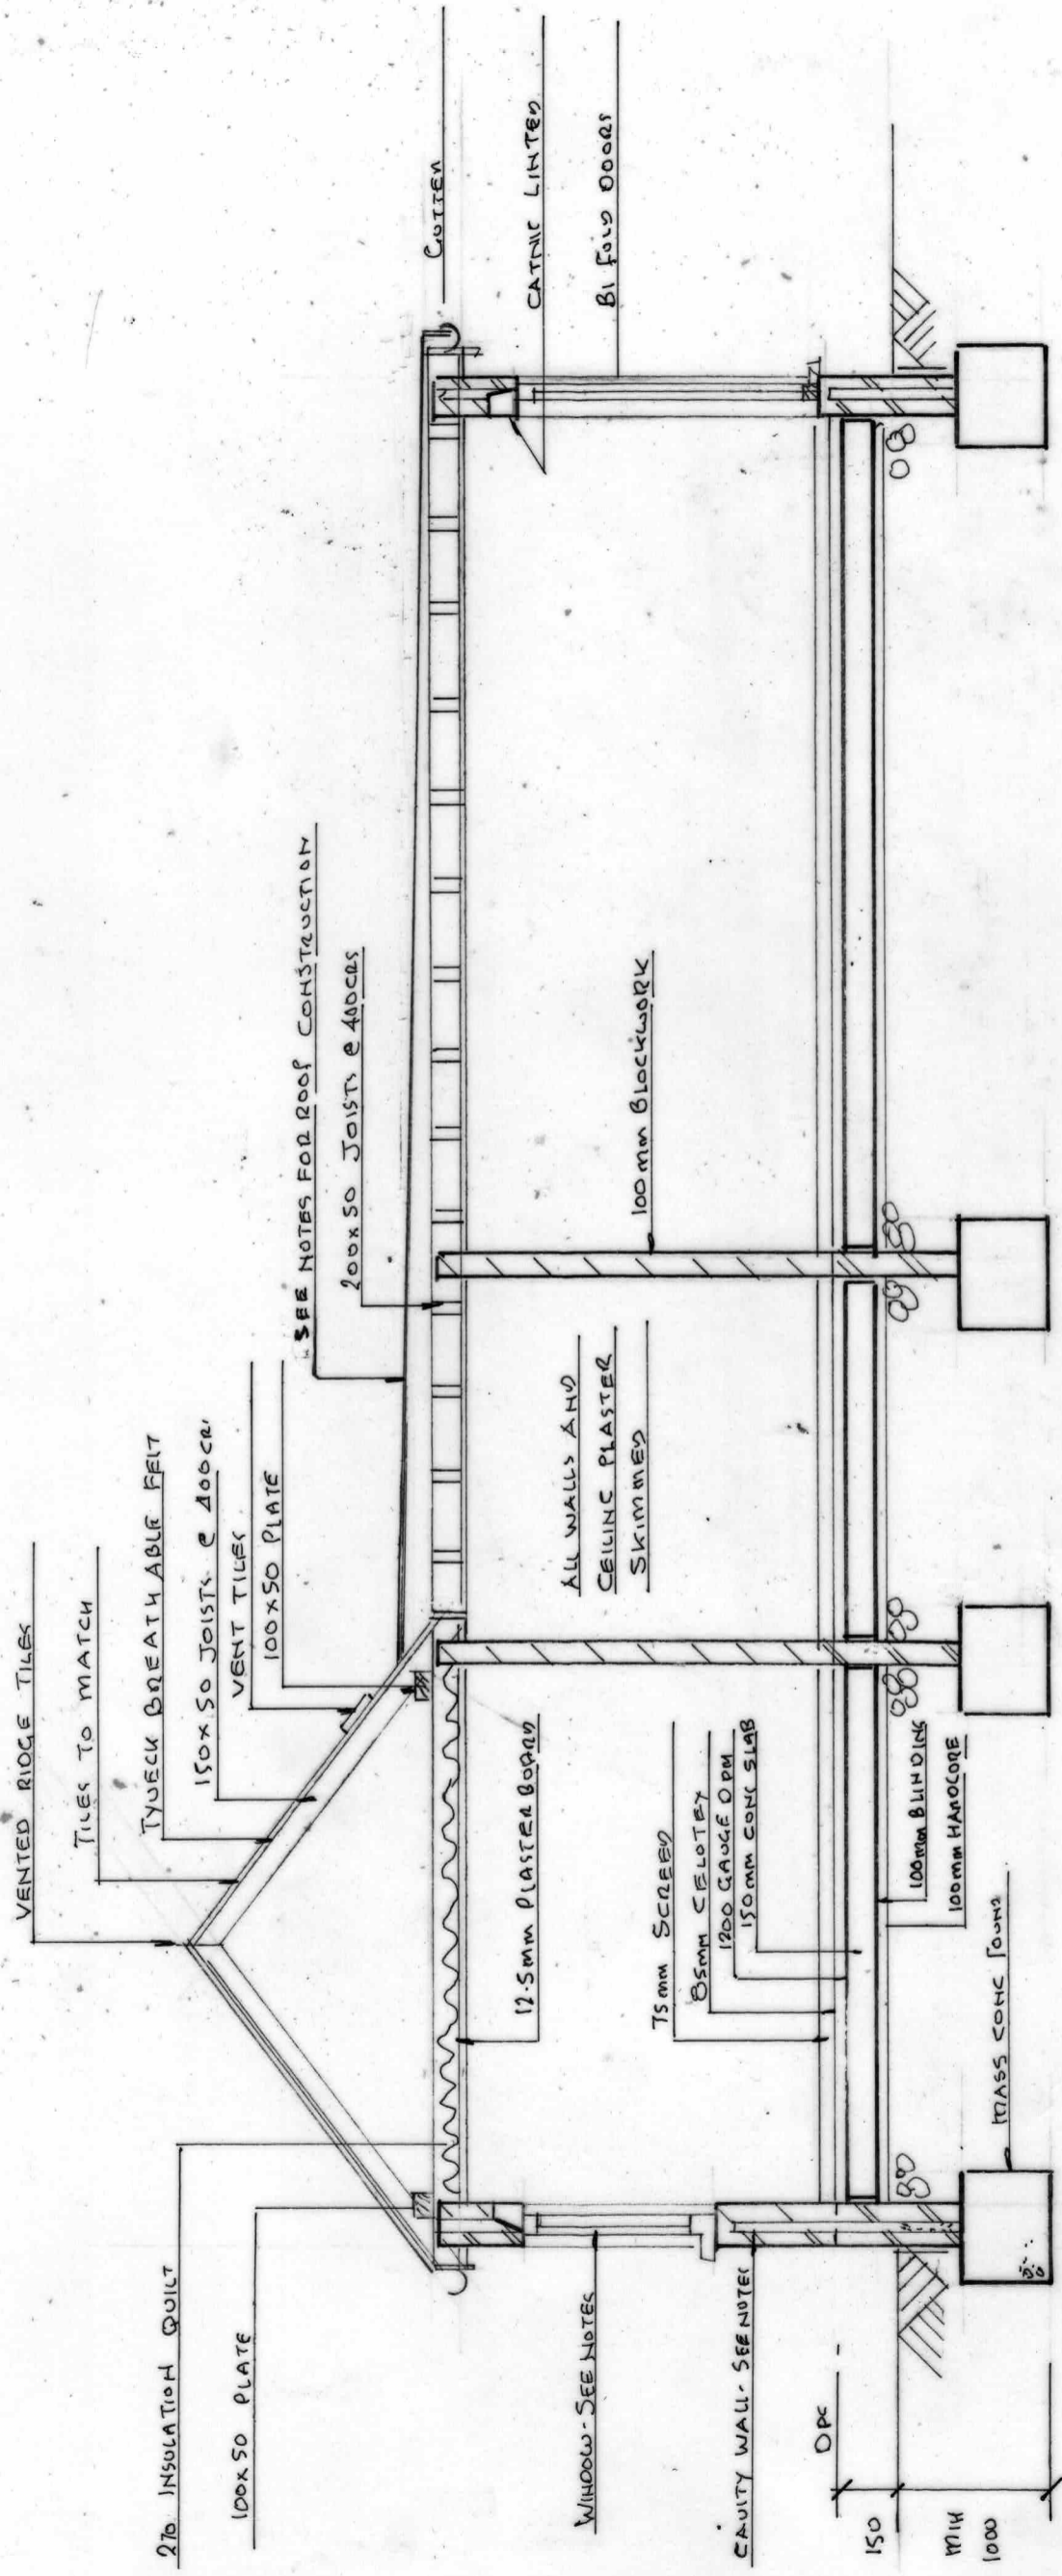 VENTED RIDGE TILES
TILES TO MATCH
TYVECK BREATHABLE FELT
150x50 JOISTS @ 400CRS
VENT TILES
100x50 PLATE
SEE NOTES FOR ROOF CONSTRUCTION
200x50 JOISTS @ 400CRS
GUTTER
CATNIC LINTED
BI FOLD DOORS
270 INSULATION QUILT
100x50 PLATE
12.5mm PLASTER BOARD
ALL WALLS AND
CEILING PLASTER
SKIMMED
100mm BLOCKWORK
WINDOW-SEE NOTES
CAVITY WALL-SEE NOTES
75mm SCREED
85mm CELOTEX
1200 GAUGE DPM
150mm CONC SLAB
100mm BLINDING
100mm HARDCORE
MASS CONC FOUND
DPC
150
MIN
1000